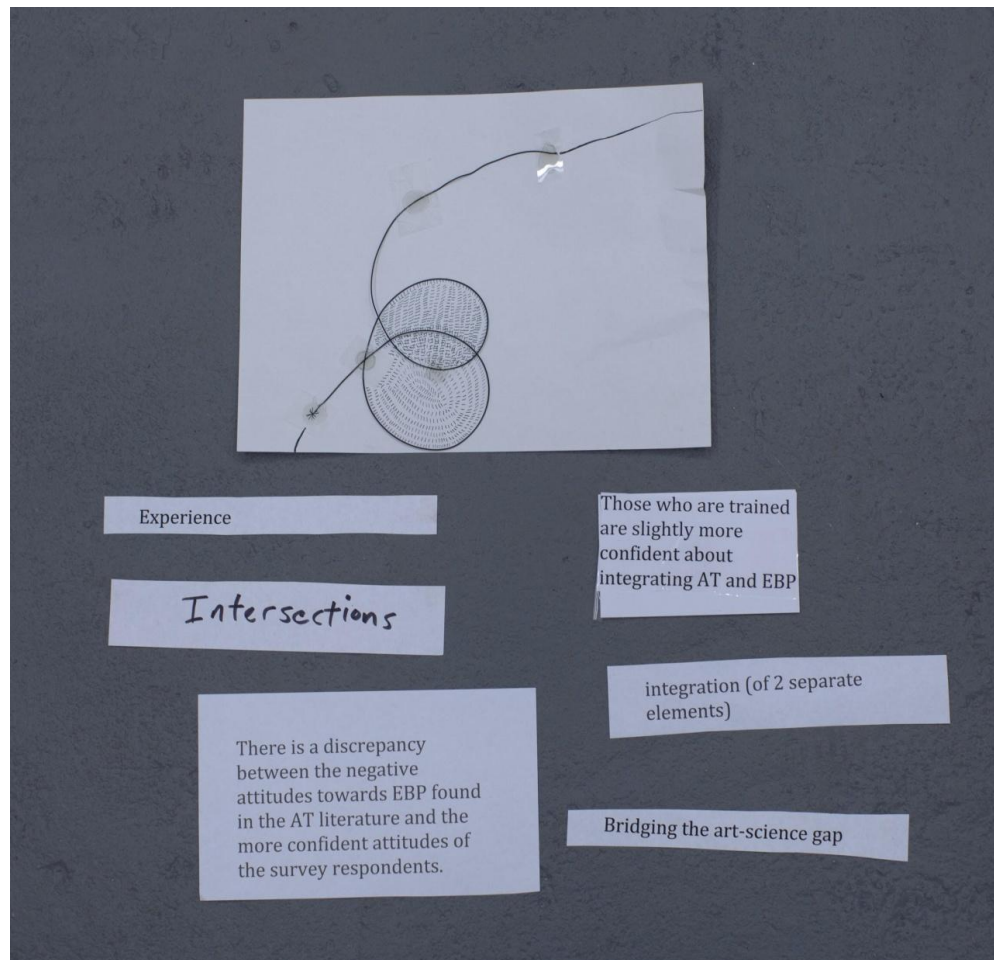 Experience
Intersections
There is a discrepancy
between the negative
attitudes towards EBP found
in the AT literature and the
more confident attitudes of
the survey respondents.
Those who are trained
are slightly more
confident about
integrating AT and EBP
integration (of 2 separate
elements)
Bridging the art-science gap